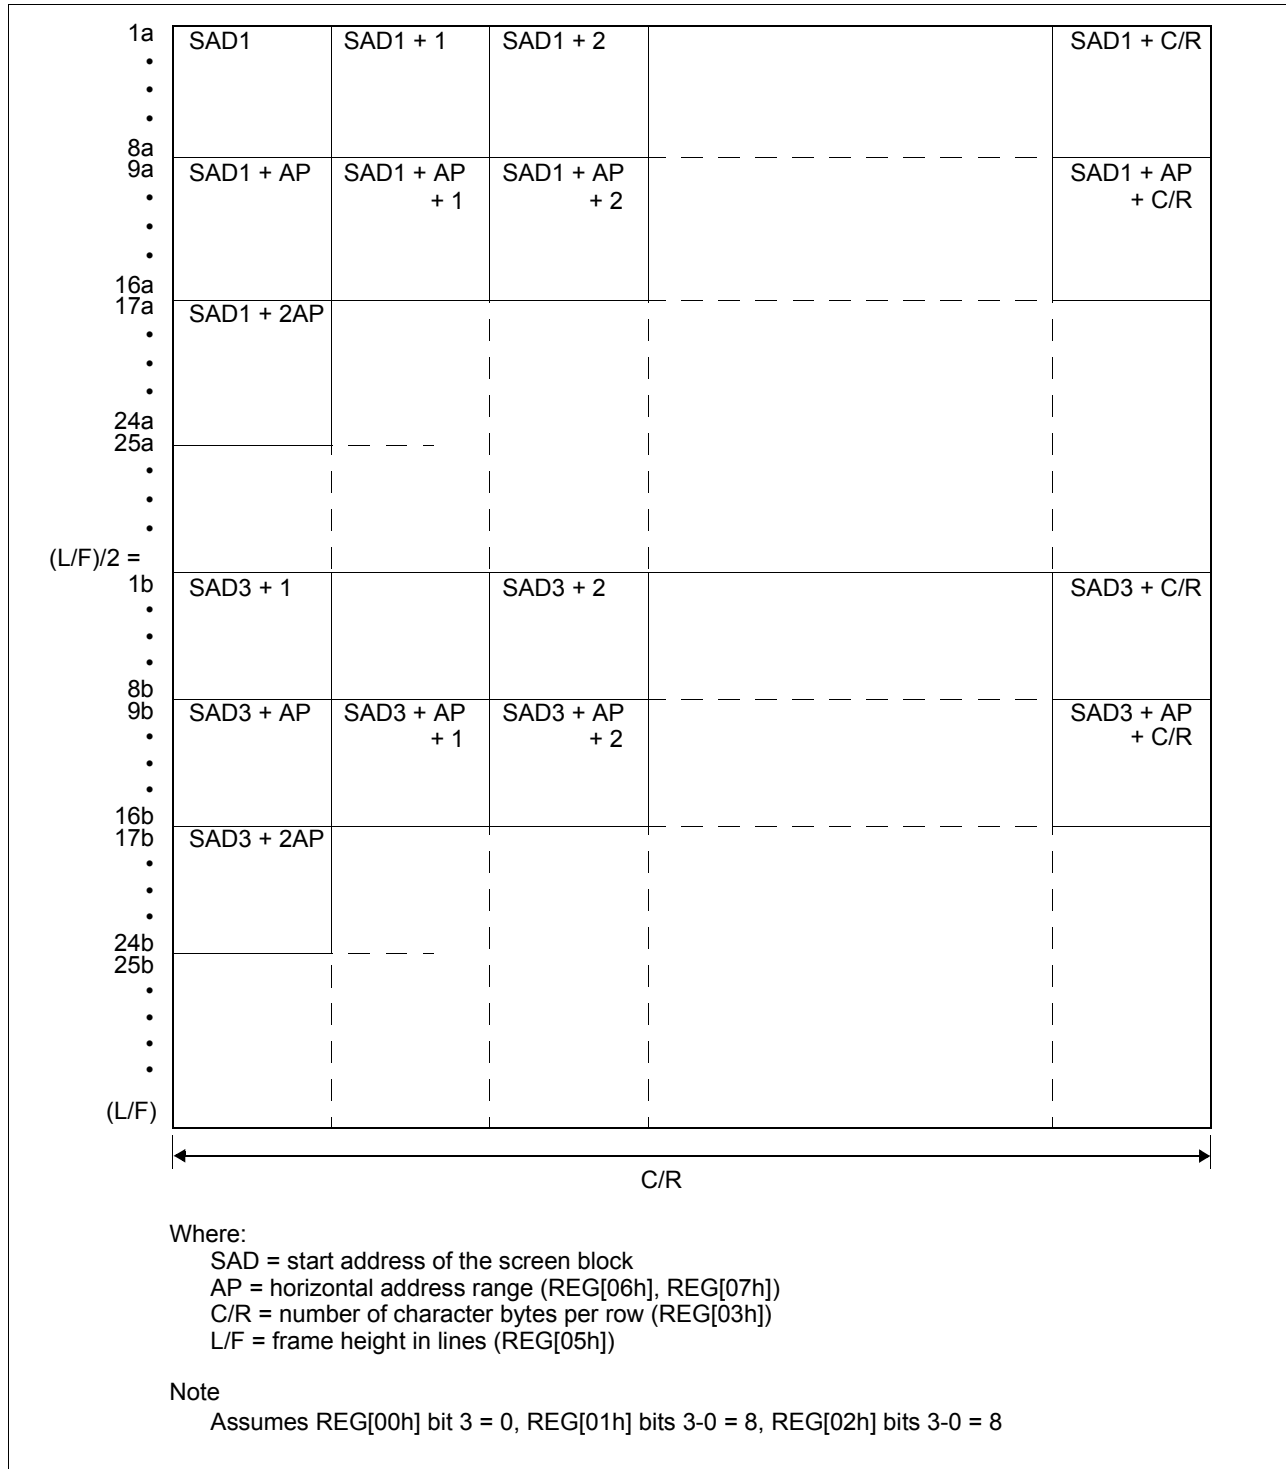 1a SAD1 SAD1 + 1 SAD1 + 2 SAD1 + C/R
•
•
•
8a
9a SAD1 + AP SAD1 + AP SAD1 + AP SAD1 + AP
• + 1 + 2 + C/R
•
•
16a
17a SAD1 + 2AP
•
•
•
24a
25a
•
•
•
(L/F)/2 =
1b SAD3 + 1 SAD3 + 2 SAD3 + C/R
•
•
•
8b
9b SAD3 + AP SAD3 + AP SAD3 + AP SAD3 + AP
• + 1 + 2 + C/R
•
•
16b
17b SAD3 + 2AP
•
•
•
24b
25b
•
•
•
•
(L/F)
C/R
Where:
SAD = start address of the screen block
AP = horizontal address range (REG[06h], REG[07h])
C/R = number of character bytes per row (REG[03h])
L/F = frame height in lines (REG[05h])
Note
Assumes REG[00h] bit 3 = 0, REG[01h] bits 3-0 = 8, REG[02h] bits 3-0 = 8